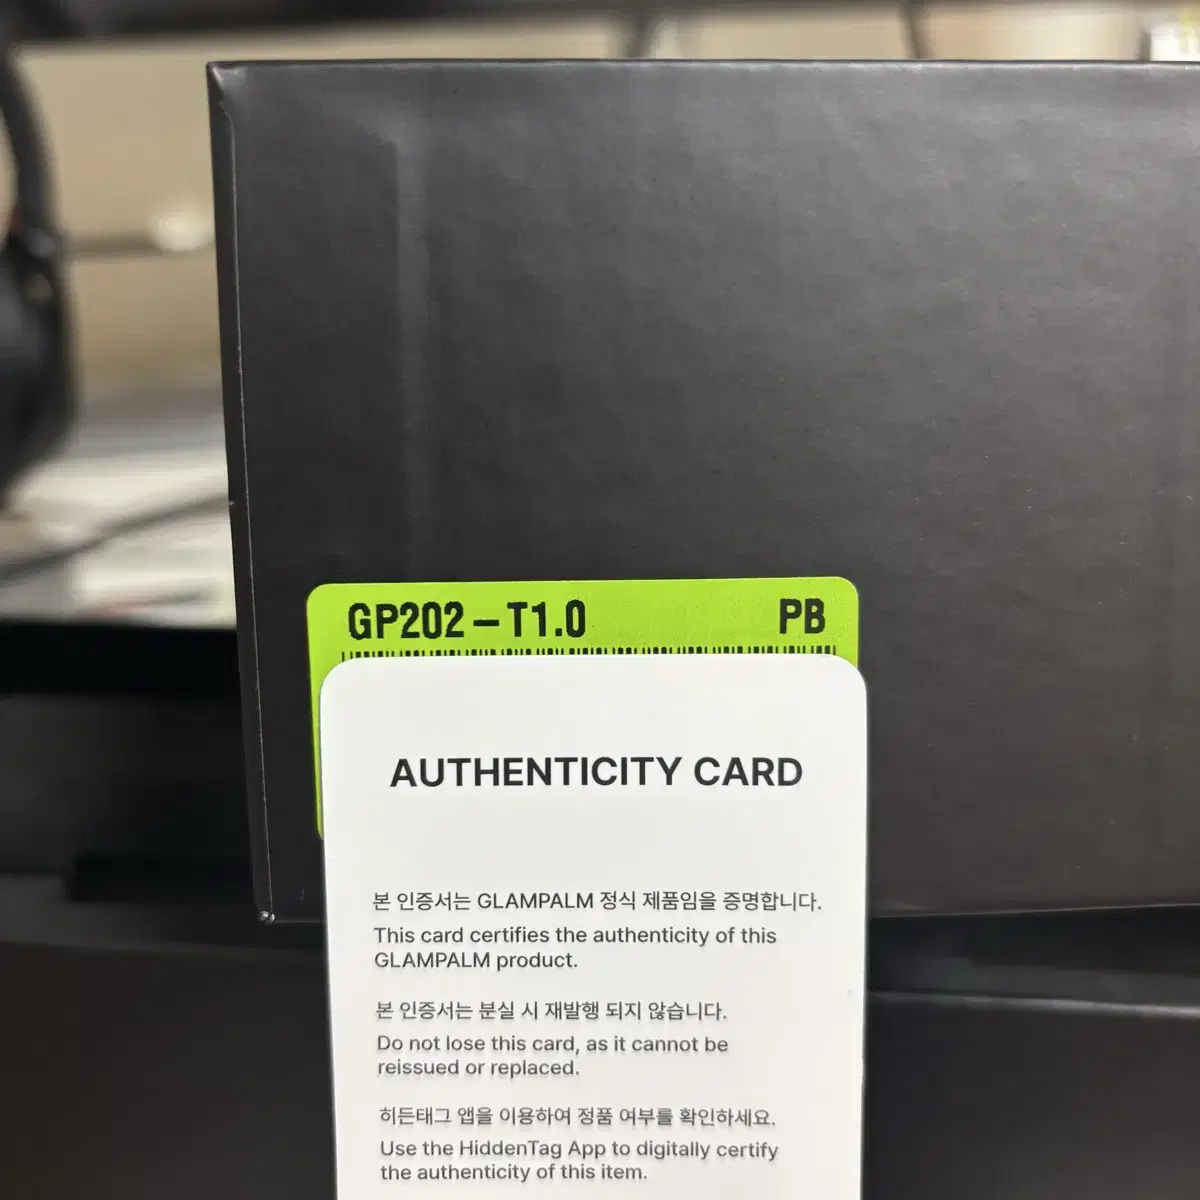 GP202-T1.0 PB
AUTHENTICITY CARD
본 인증서는 GLAMPALM 정식 제품임을 증명합니다.
This card certifies the authenticity of this
GLAMPALM product.
본 인증서는 분실 시 재발행 되지 않습니다.
Do not lose this card, as it cannot be
reissued or replaced.
히든태그 앱을 이용하여 정품 여부를 확인하세요.
Use the HiddenTag App to digitally certify
the authenticity of this item.